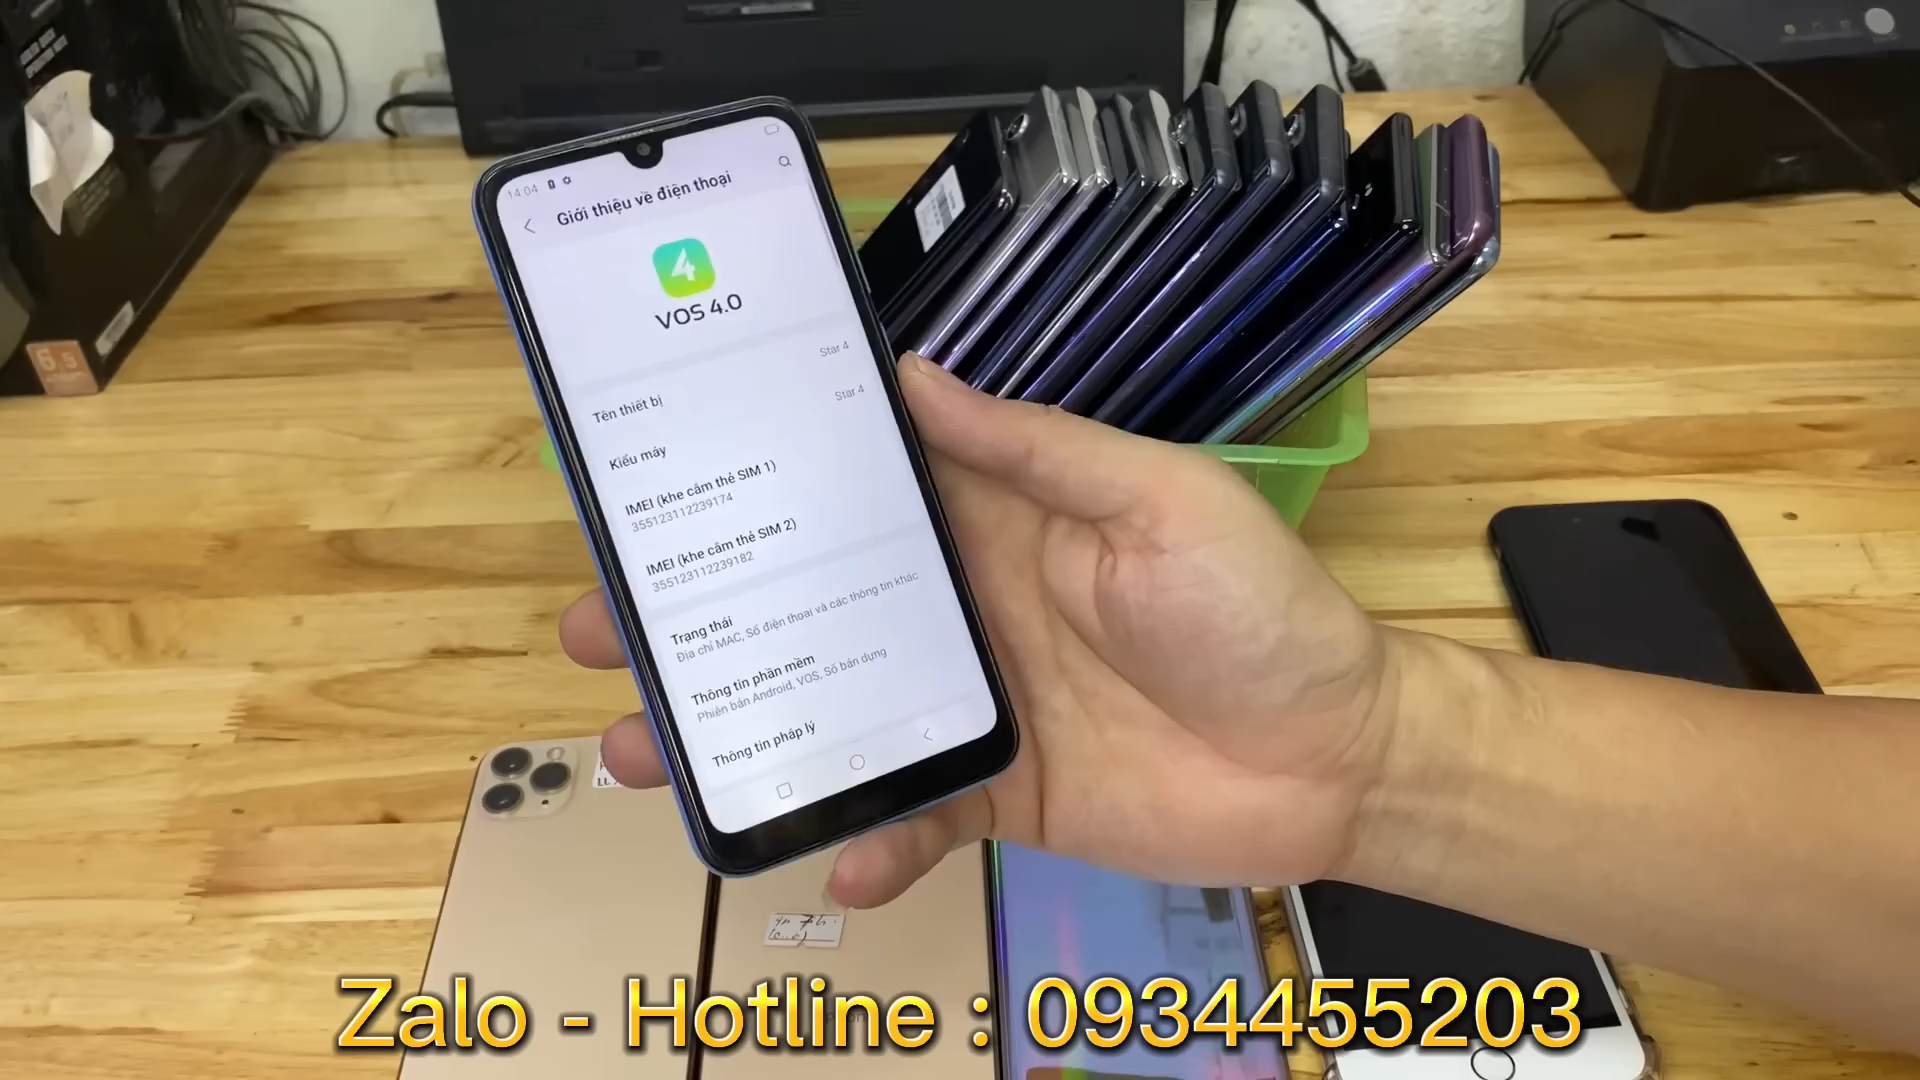 14:04
Giới thiệu về điện thoại
4
VOS 4.0
Star 4
Tên thiết bị
Star 4
Kiểu máy
IMEI (khe cắm thẻ SIM 1)
355123112239174
IMEI (khe cắm thẻ SIM 2)
355123112239182
Trạng thái
Địa chỉ MAC, Số điện thoại và các thông tin khác
Thông tin phần mềm
Phiên bản Android, VOS, Số bản dựng
Thông tin pháp lý
Zalo - Hotline : 0934455203